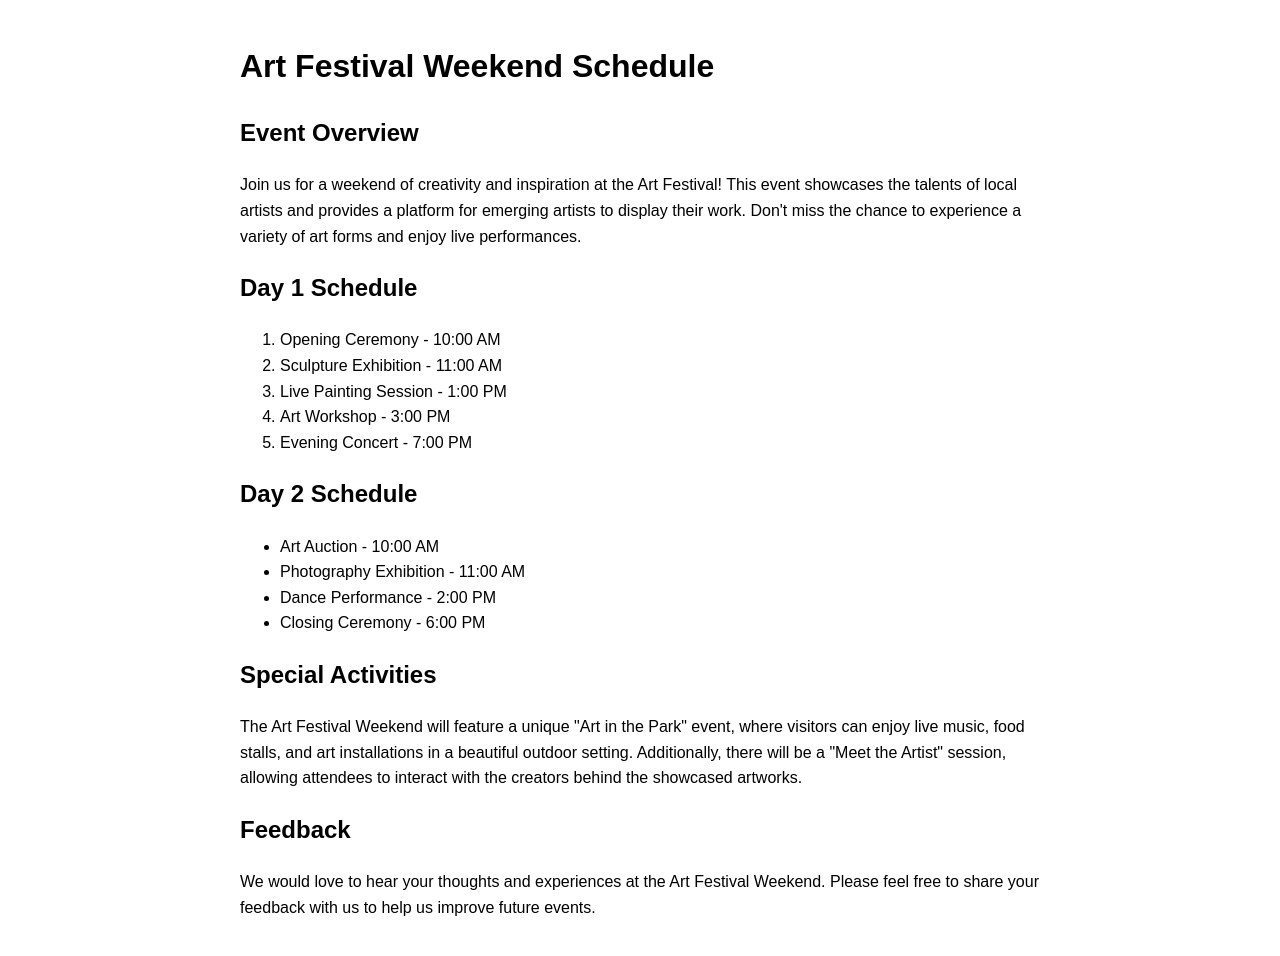 Art Festival Weekend Schedule
Event Overview
Join us for a weekend of creativity and inspiration at the Art Festival! This event showcases the talents of local
artists and provides a platform for emerging artists to display their work. Don't miss the chance to experience a
variety of art forms and enjoy live performances.
Day 1 Schedule
1. Opening Ceremony - 10:00 AM
2. Sculpture Exhibition - 11:00 AM
3. Live Painting Session - 1:00 PM
4. Art Workshop - 3:00 PM
5. Evening Concert - 7:00 PM
Day 2 Schedule
• Art Auction - 10:00 AM
• Photography Exhibition - 11:00 AM
• Dance Performance - 2:00 PM
• Closing Ceremony - 6:00 PM
Special Activities
The Art Festival Weekend will feature a unique "Art in the Park" event, where visitors can enjoy live music, food
stalls, and art installations in a beautiful outdoor setting. Additionally, there will be a "Meet the Artist" session,
allowing attendees to interact with the creators behind the showcased artworks.
Feedback
We would love to hear your thoughts and experiences at the Art Festival Weekend. Please feel free to share your
feedback with us to help us improve future events.